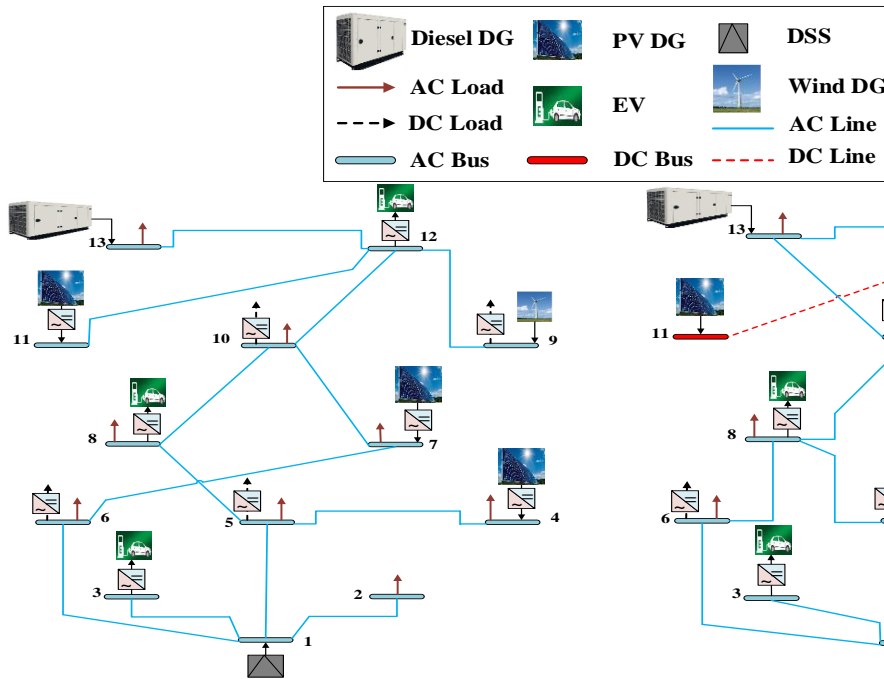 Diesel DG PV DG DSS
AC Load EV Wind DG
DC Load AC Line
AC Bus DC Bus DC Line
13 12 13
11 10 9 11
8 7 8
6 5 4 6
3 2 3
1